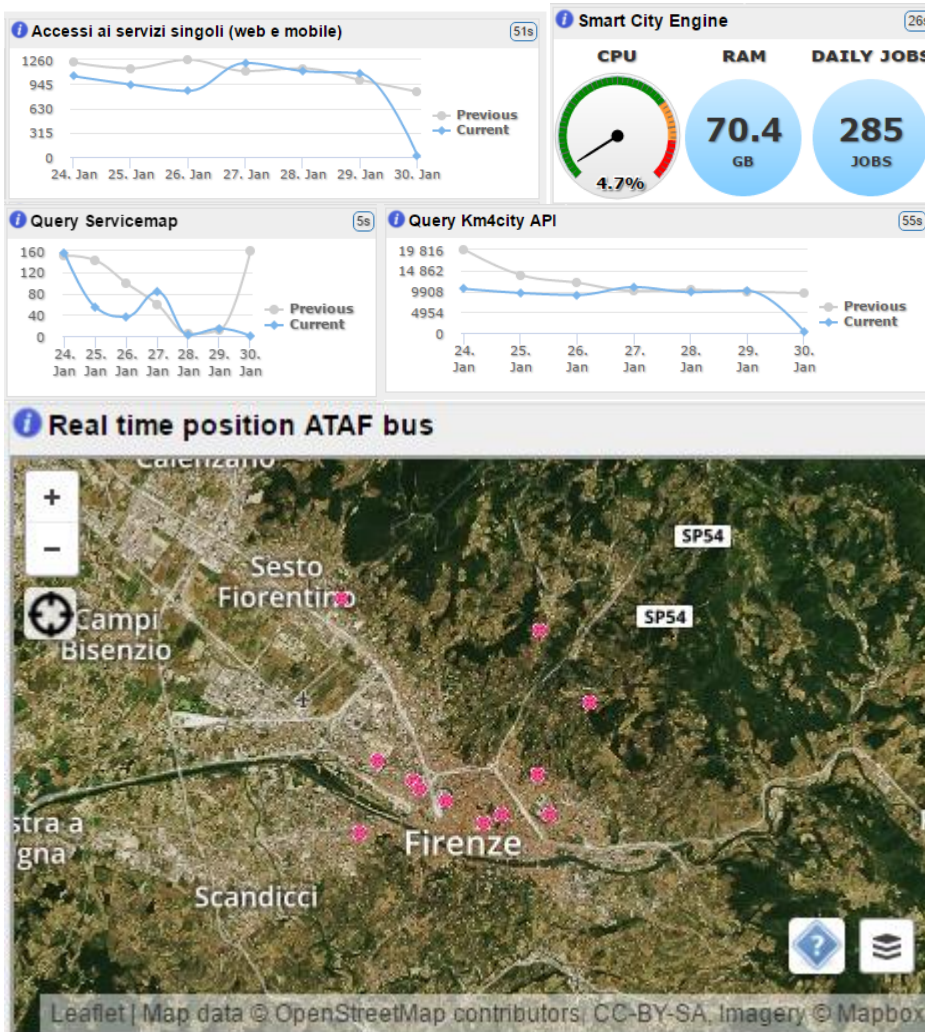 Accessi ai servizi singoli (web e mobile)
51s
1260
945
630
315
0
24. Jan
25. Jan
26. Jan
27. Jan
28. Jan
29. Jan
30. Jan
Previous
Current
Smart City Engine
26s
CPU
RAM
DAILY JOBS
4.7%
70.4
GB
285
JOBS
Query Servicemap
5s
160
120
80
40
0
24.
Jan
25.
Jan
26.
Jan
27.
Jan
28.
Jan
29.
Jan
30.
Jan
Previous
Current
Query Km4city API
55s
19 816
14 862
9908
4954
0
24.
Jan
25.
Jan
26.
Jan
27.
Jan
28.
Jan
29.
Jan
30.
Jan
Previous
Current
Real time position ATAF bus
+
−
Calenzano
SP54
Sesto
Fiorentino
SP54
Campi
Bisenzio
stra a
gna
Firenze
Scandicci
?
Leaflet | Map data © OpenStreetMap contributors, CC-BY-SA, Imagery © Mapbox